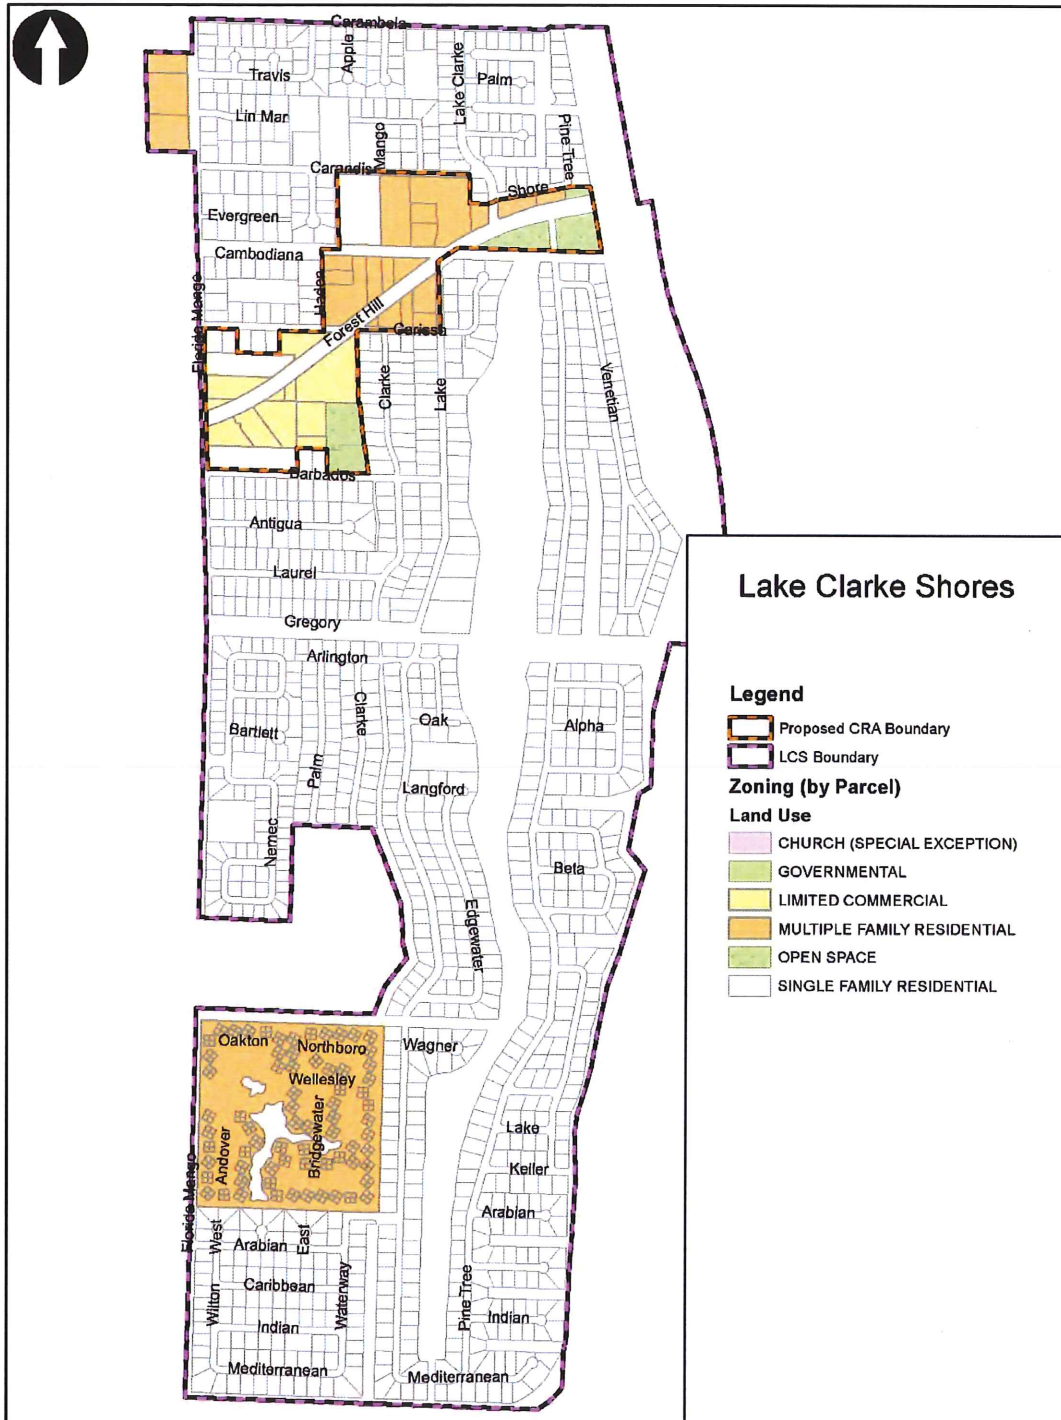 Carambola
Travis
Apple
Lake Clarke
Palm
Lin Mar
Mango
Pine Tree
Carandis
Shore
Evergreen
Cambodiana
Haden
Florida Mango
Forest Hill
Carissa
Clarke
Lake
Venetian
Barbados
Antigua
Laurel
Gregory
Arlington
Clarke
Oak
Alpha
Bartlett
Palm
Langford
Nemec
Beta
Edgewater
Oakton
Northboro
Wagner
Wellesley
Bridgewater
Andover
Lake
Keller
Florida Mango
West
Arabian
East
Arabian
Caribbean
Wilton
Waterway
Pine Tree
Indian
Indian
Mediterranean
Mediterranean
Lake Clarke Shores
Legend
Proposed CRA Boundary
LCS Boundary
Zoning (by Parcel)
Land Use
CHURCH (SPECIAL EXCEPTION)
GOVERNMENTAL
LIMITED COMMERCIAL
MULTIPLE FAMILY RESIDENTIAL
OPEN SPACE
SINGLE FAMILY RESIDENTIAL